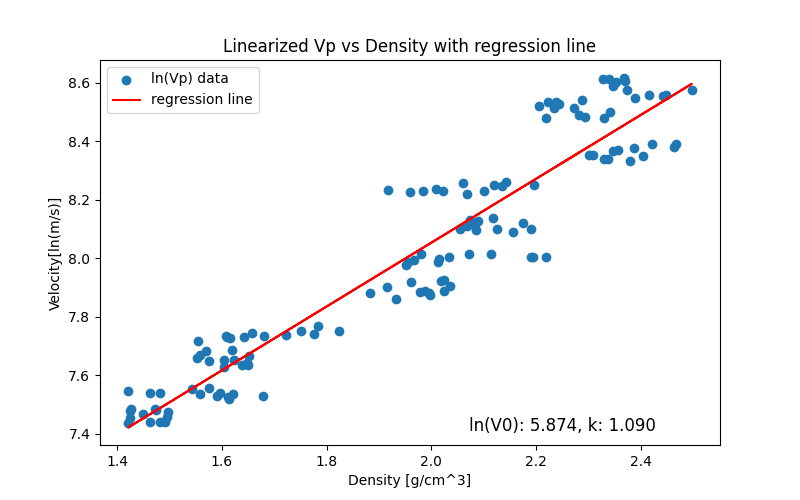 Linearized Vp vs Density with regression line
ln(Vp) data
regression line
8.6
8.4
8.2
8.0
7.8
7.6
7.4
Velocity[ln(m/s)]
ln(V0): 5.874, k: 1.090
1.4 1.6 1.8 2.0 2.2 2.4
Density [g/cm^3]